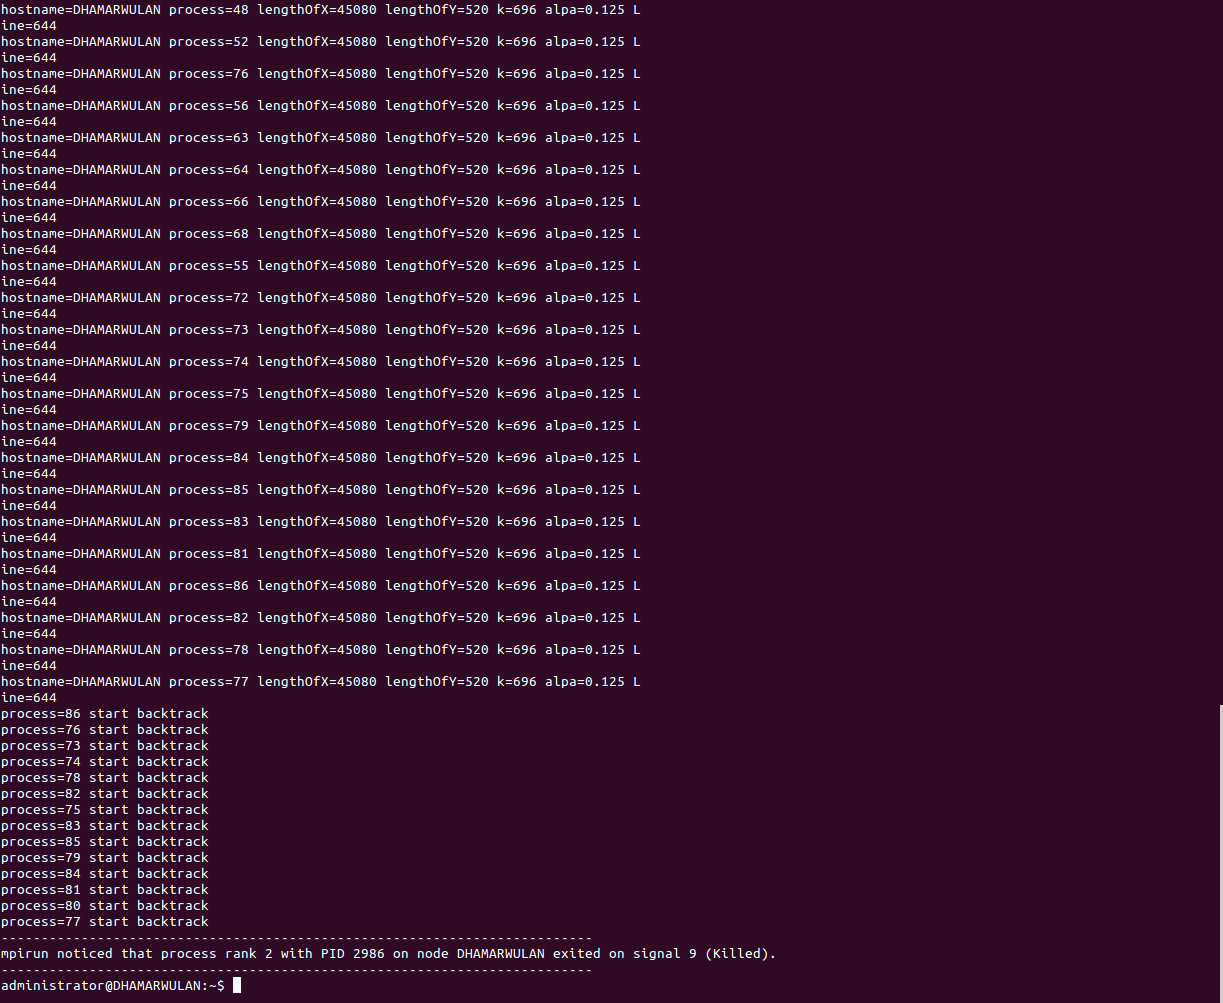 hostname=DHAMARWULAN process=48 lengthOfX=45080 lengthOfY=520 k=696 alpa=0.125 L
ine=644
hostname=DHAMARWULAN process=52 lengthOfX=45080 lengthOfY=520 k=696 alpa=0.125 L
ine=644
hostname=DHAMARWULAN process=76 lengthOfX=45080 lengthOfY=520 k=696 alpa=0.125 L
ine=644
hostname=DHAMARWULAN process=56 lengthOfX=45080 lengthOfY=520 k=696 alpa=0.125 L
ine=644
hostname=DHAMARWULAN process=63 lengthOfX=45080 lengthOfY=520 k=696 alpa=0.125 L
ine=644
hostname=DHAMARWULAN process=64 lengthOfX=45080 lengthOfY=520 k=696 alpa=0.125 L
ine=644
hostname=DHAMARWULAN process=66 lengthOfX=45080 lengthOfY=520 k=696 alpa=0.125 L
ine=644
hostname=DHAMARWULAN process=68 lengthOfX=45080 lengthOfY=520 k=696 alpa=0.125 L
ine=644
hostname=DHAMARWULAN process=55 lengthOfX=45080 lengthOfY=520 k=696 alpa=0.125 L
ine=644
hostname=DHAMARWULAN process=72 lengthOfX=45080 lengthOfY=520 k=696 alpa=0.125 L
ine=644
hostname=DHAMARWULAN process=73 lengthOfX=45080 lengthOfY=520 k=696 alpa=0.125 L
ine=644
hostname=DHAMARWULAN process=74 lengthOfX=45080 lengthOfY=520 k=696 alpa=0.125 L
ine=644
hostname=DHAMARWULAN process=75 lengthOfX=45080 lengthOfY=520 k=696 alpa=0.125 L
ine=644
hostname=DHAMARWULAN process=79 lengthOfX=45080 lengthOfY=520 k=696 alpa=0.125 L
ine=644
hostname=DHAMARWULAN process=84 lengthOfX=45080 lengthOfY=520 k=696 alpa=0.125 L
ine=644
hostname=DHAMARWULAN process=85 lengthOfX=45080 lengthOfY=520 k=696 alpa=0.125 L
ine=644
hostname=DHAMARWULAN process=83 lengthOfX=45080 lengthOfY=520 k=696 alpa=0.125 L
ine=644
hostname=DHAMARWULAN process=81 lengthOfX=45080 lengthOfY=520 k=696 alpa=0.125 L
ine=644
hostname=DHAMARWULAN process=86 lengthOfX=45080 lengthOfY=520 k=696 alpa=0.125 L
ine=644
hostname=DHAMARWULAN process=82 lengthOfX=45080 lengthOfY=520 k=696 alpa=0.125 L
ine=644
hostname=DHAMARWULAN process=78 lengthOfX=45080 lengthOfY=520 k=696 alpa=0.125 L
ine=644
hostname=DHAMARWULAN process=77 lengthOfX=45080 lengthOfY=520 k=696 alpa=0.125 L
ine=644
process=86 start backtrack
process=76 start backtrack
process=73 start backtrack
process=74 start backtrack
process=78 start backtrack
process=82 start backtrack
process=75 start backtrack
process=83 start backtrack
process=85 start backtrack
process=79 start backtrack
process=84 start backtrack
process=81 start backtrack
process=80 start backtrack
process=77 start backtrack
--------------------------------------------------------------------------
mpirun noticed that process rank 2 with PID 2986 on node DHAMARWULAN exited on signal 9 (Killed).
--------------------------------------------------------------------------
administrator@DHAMARWULAN:~$